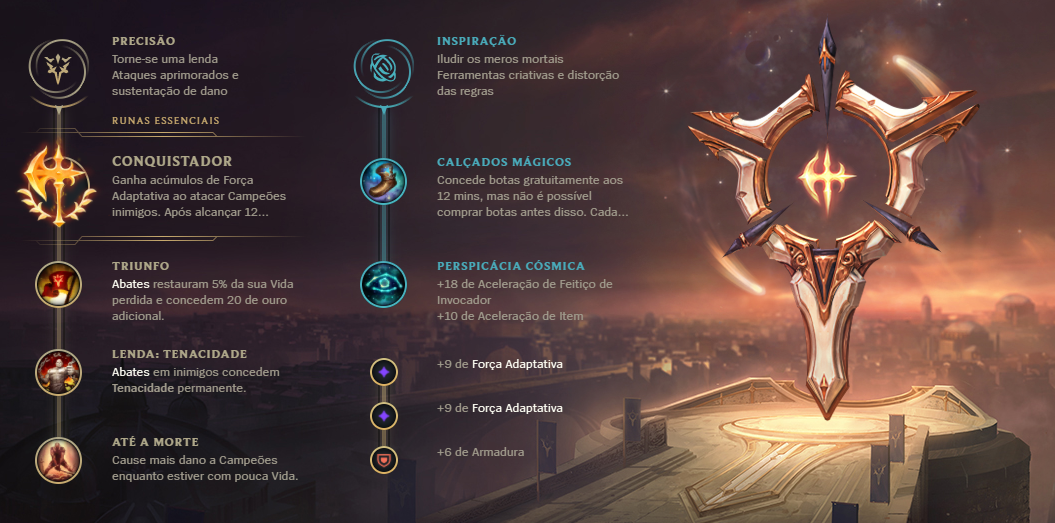 PRECISÃO
Torne-se uma lenda
Ataques aprimorados e
sustentação de dano
RUNAS ESSENCIAIS
CONQUISTADOR
Ganha acúmulos de Força
Adaptativa ao atacar Campeões
inimigos. Após alcançar 12...
TRIUNFO
Abates restauram 5% da sua Vida
perdida e concedem 20 de ouro
adicional.
LENDA: TENACIDADE
Abates em inimigos concedem
Tenacidade permanente.
ATÉ A MORTE
Cause mais dano a Campeões
enquanto estiver com pouca Vida.
INSPIRAÇÃO
Iludir os meros mortais
Ferramentas criativas e distorção
das regras
CALÇADOS MÁGICOS
Concede botas gratuitamente aos
12 mins, mas não é possível
comprar botas antes disso. Cada...
PERSPICÁCIA CÓSMICA
+18 de Aceleração de Feitiço de
Invocador
+10 de Aceleração de Item
+9 de Força Adaptativa
+9 de Força Adaptativa
+6 de Armadura